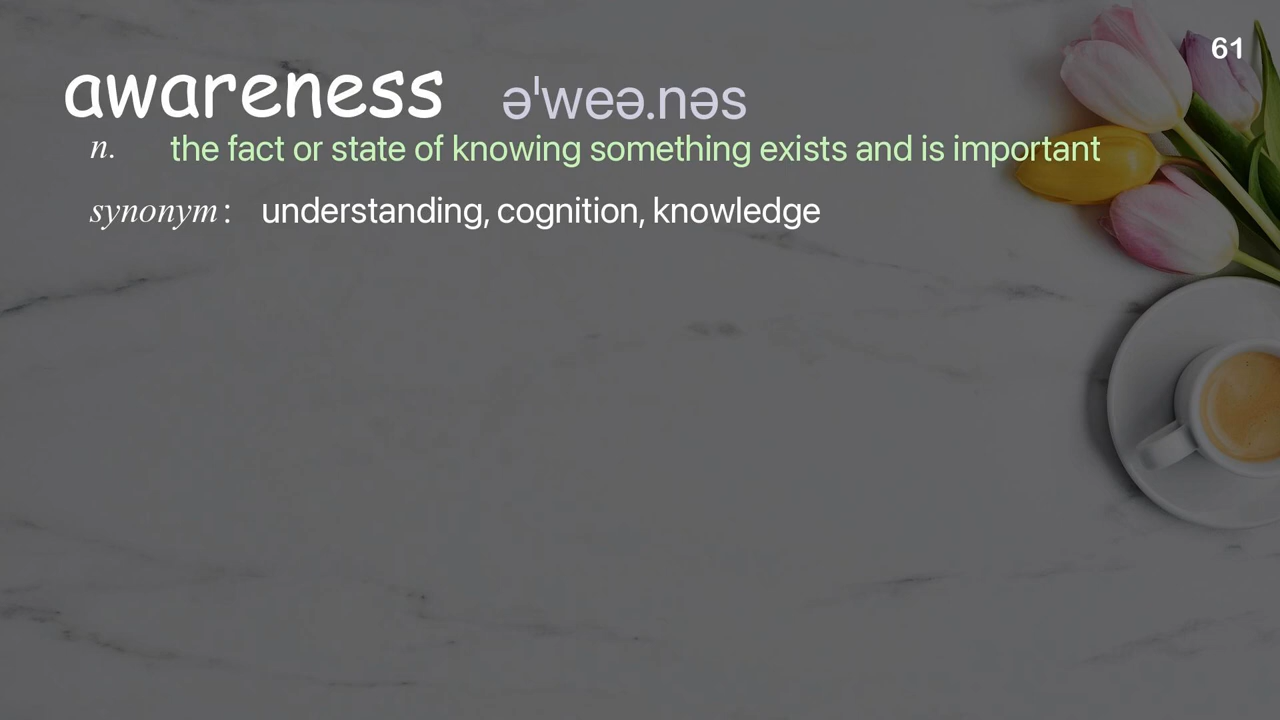 61
awareness əˈweə.nəs
n. the fact or state of knowing something exists and is important
synonym: understanding, cognition, knowledge